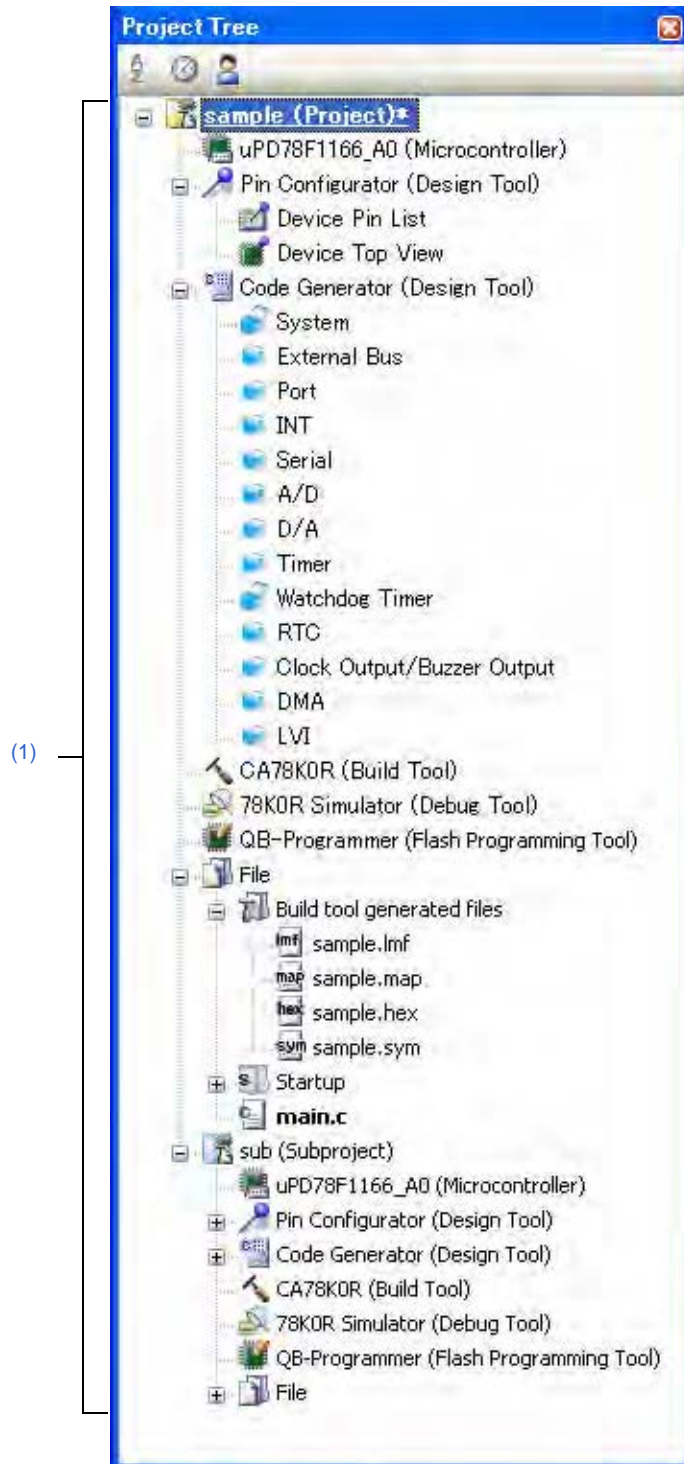 Project Tree
sample (Project)*
uPD78F1166_A0 (Microcontroller)
Pin Configurator (Design Tool)
Device Pin List
Device Top View
Code Generator (Design Tool)
System
External Bus
Port
INT
Serial
A/D
D/A
Timer
Watchdog Timer
RTC
Clock Output/Buzzer Output
DMA
LVI
(1)
CA78K0R (Build Tool)
78K0R Simulator (Debug Tool)
QB-Programmer (Flash Programming Tool)
File
Build tool generated files
lmf sample.lmf
map sample.map
hex sample.hex
sym sample.sym
S Startup
C main.c
sub (Subproject)
uPD78F1166_A0 (Microcontroller)
Pin Configurator (Design Tool)
Code Generator (Design Tool)
CA78K0R (Build Tool)
78K0R Simulator (Debug Tool)
QB-Programmer (Flash Programming Tool)
File